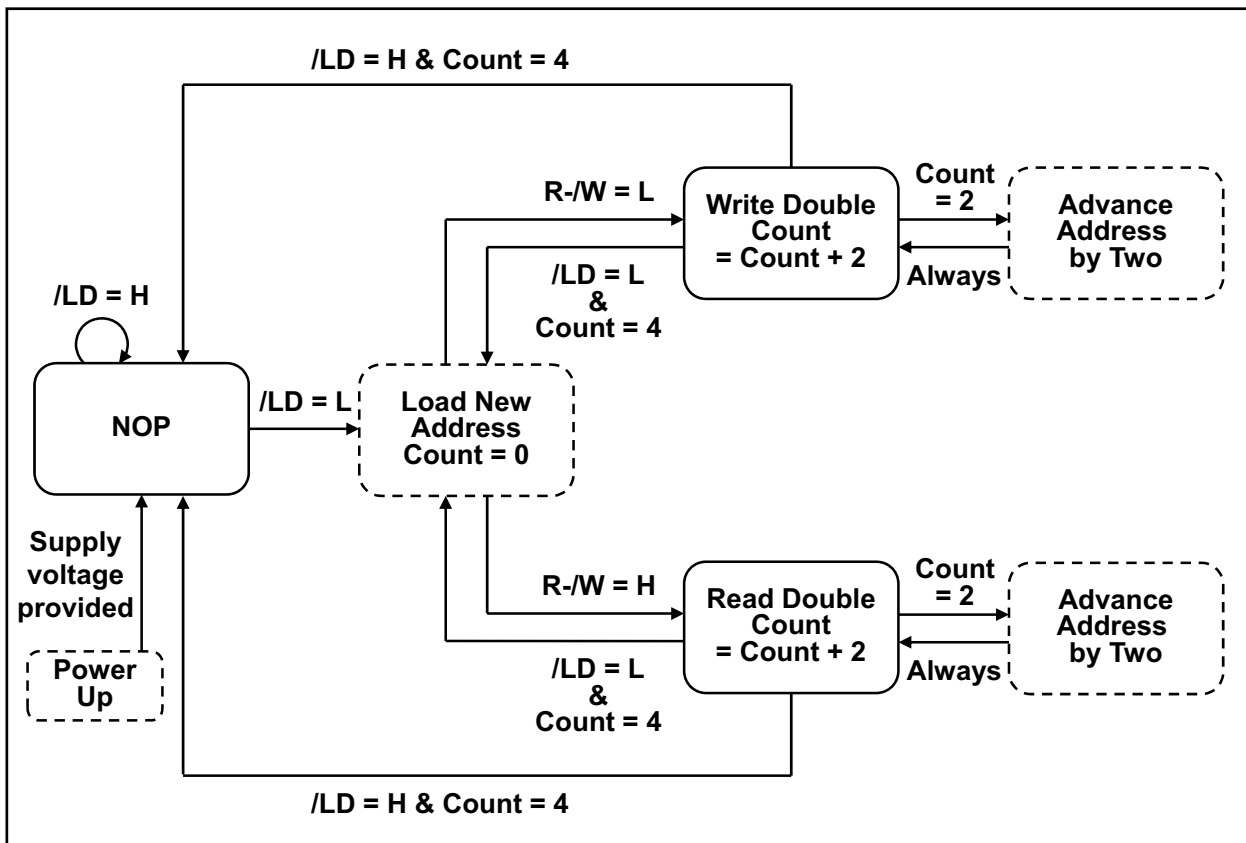 /LD = H & Count = 4
R-/W = L
Write Double
Count
= Count + 2
Count
= 2
Always
Advance
Address
by Two
/LD = L
&
Count = 4
/LD = H
NOP
/LD = L
Load New
Address
Count = 0
Supply
voltage
provided
Power
Up
R-/W = H
Read Double
Count
= Count + 2
Count
= 2
Always
Advance
Address
by Two
/LD = L
&
Count = 4
/LD = H & Count = 4